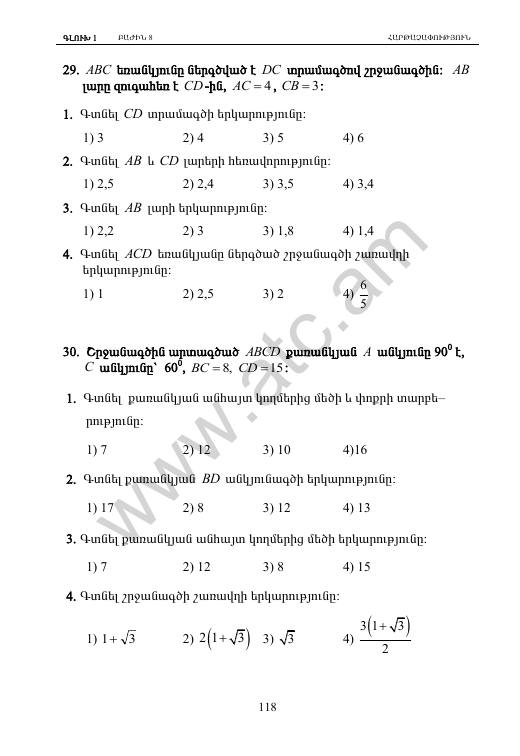 ԳԼՈՒԽ 1 ԲԱԺԻՆ 8 ՀԱՐԹԱՉԱՓՈՒԹՅՈՒՆ
29. ABC եռանկյունը ներգծված է DC տրամագծով շրջանագծին: AB
լարը զուգահեռ է CD-ին, AC = 4, CB = 3:
1. Գտնել CD տրամագծի երկարությունը:
1) 3 2) 4 3) 5 4) 6
2. Գտնել AB և CD լարերի հեռավորությունը:
1) 2,5 2) 2,4 3) 3,5 4) 3,4
3. Գտնել AB լարի երկարությունը:
1) 2,2 2) 3 3) 1,8 4) 1,4
4. Գտնել ACD եռանկյանը ներգծած շրջանագծի շառավղի
երկարությունը:
1) 1 2) 2,5 3) 2 4) 6/5
30. Շրջանագծին արտագծած ABCD քառանկյան A անկյունը 90⁰ է,
C անկյունը՝ 60⁰, BC = 8, CD = 15:
1. Գտնել քառանկյան անհայտ կողմերից մեծի և փոքրի տարբե–
րությունը:
1) 7 2) 12 3) 10 4)16
2. Գտնել քառանկյան BD անկյունագծի երկարությունը:
1) 17 2) 8 3) 12 4) 13
3. Գտնել քառանկյան անհայտ կողմերից մեծի երկարությունը:
1) 7 2) 12 3) 8 4) 15
4. Գտնել շրջանագծի շառավղի երկարությունը:
1) 1+ √3 2) 2(1+ √3) 3) √3 4) 3(1+ √3)/2
118
www.atc.am